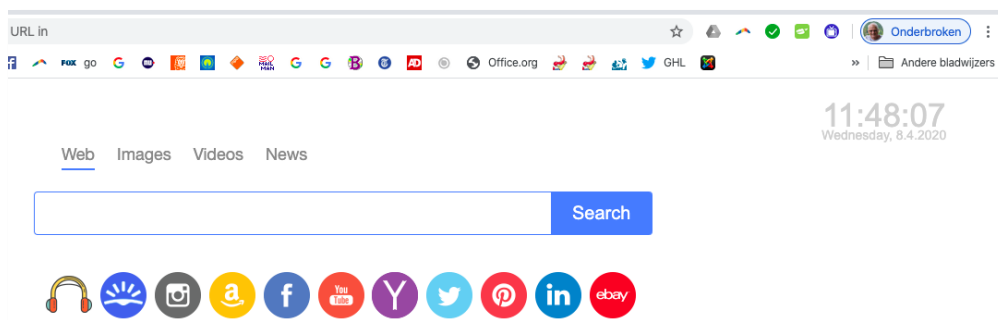 URL in
Onderbroken
FOX go
G
G
G
B
AD
Office.org
GHL
»
Andere bladwijzers
11:48:07
Wednesday, 8.4.2020
Web Images Videos News
Search
a
f
You
Tube
Y
in
ebay